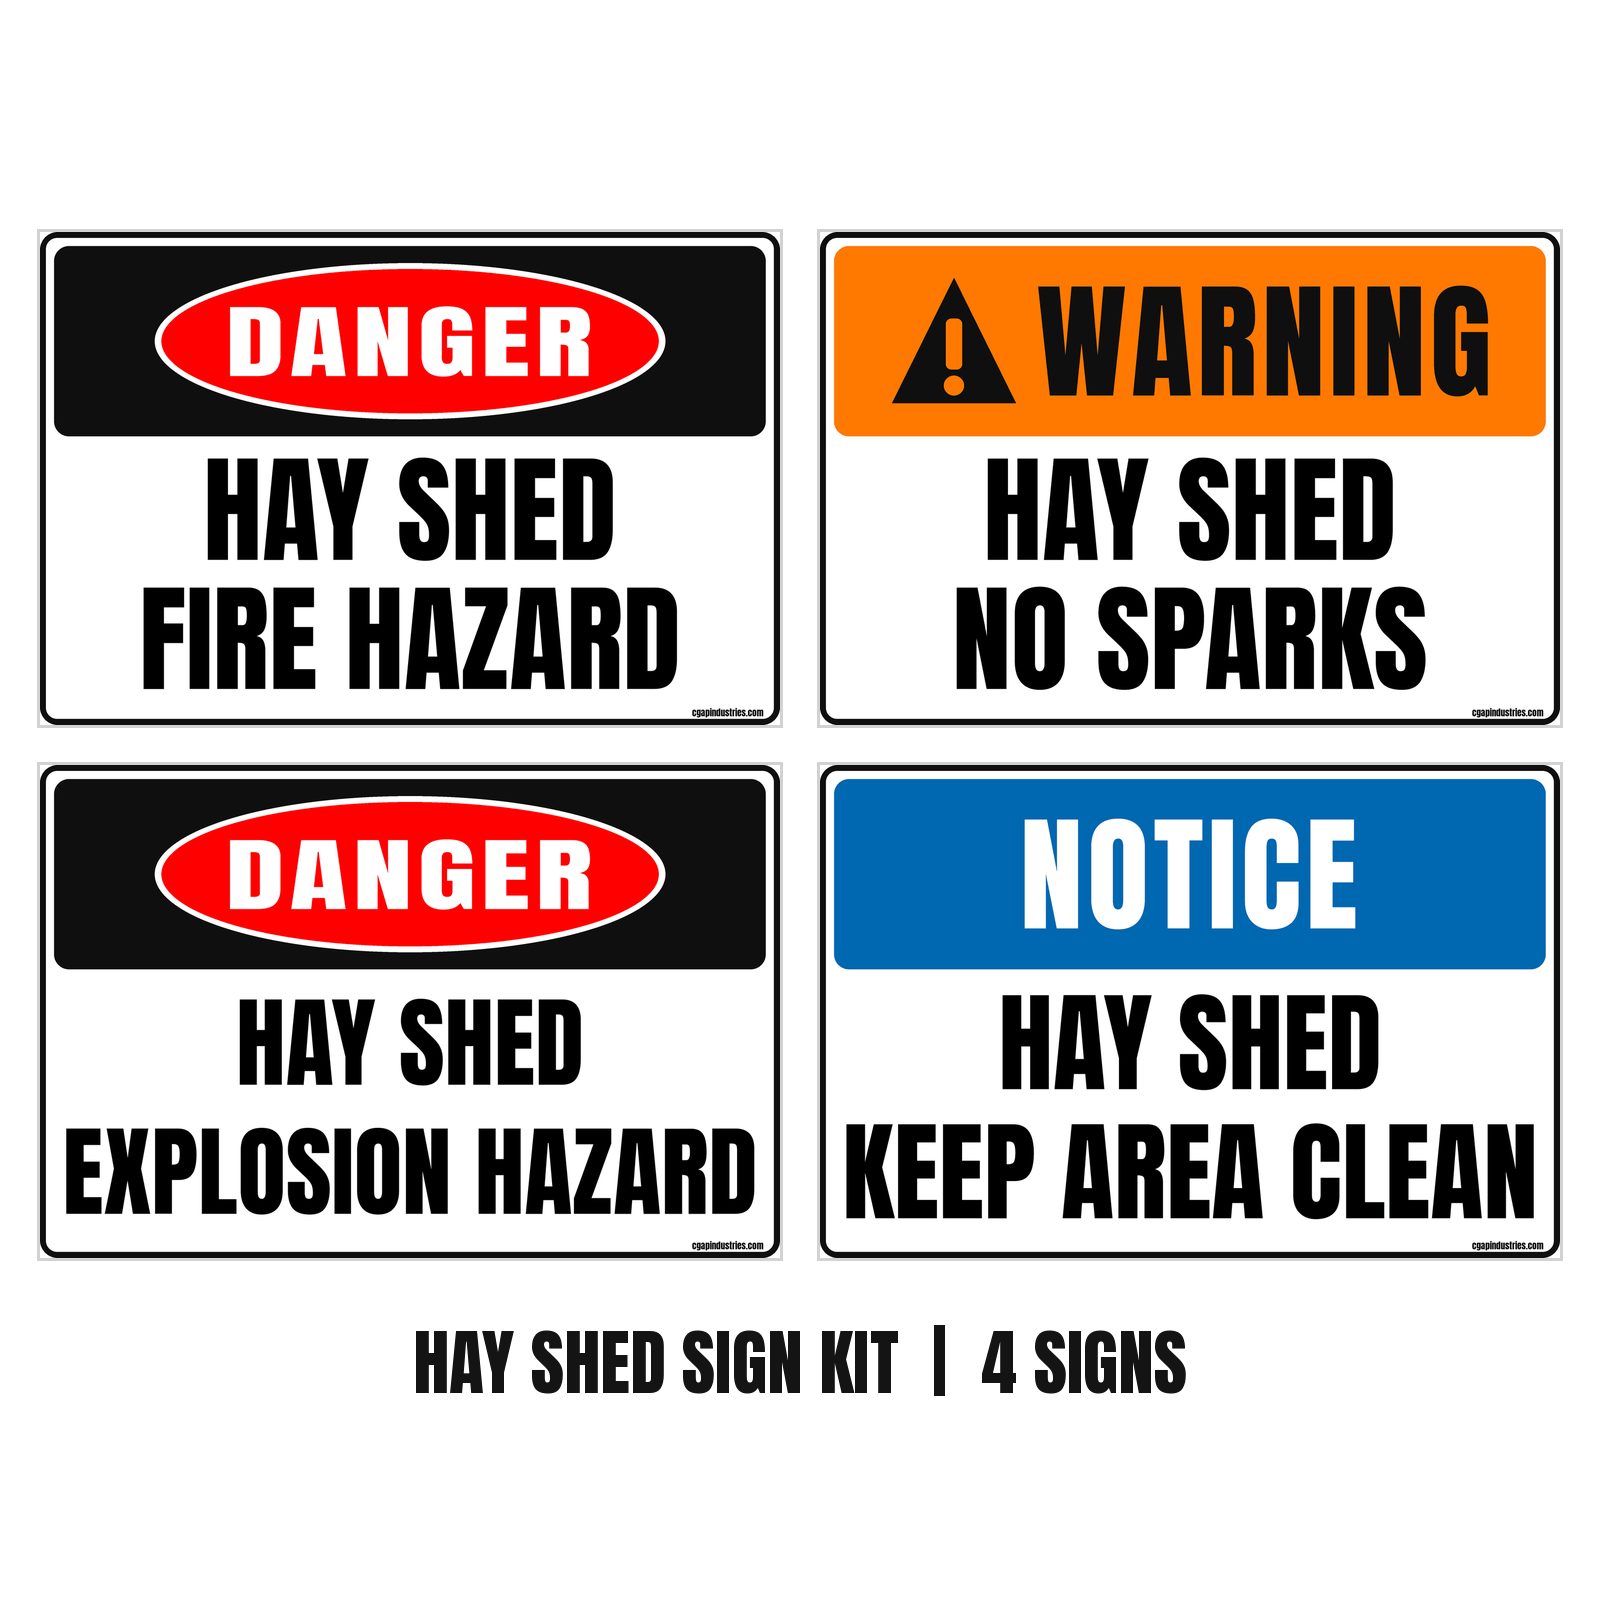 DANGER
HAY SHED
FIRE HAZARD
cgapindustries.com
WARNING
HAY SHED
NO SPARKS
cgapindustries.com
DANGER
HAY SHED
EXPLOSION HAZARD
cgapindustries.com
NOTICE
HAY SHED
KEEP AREA CLEAN
cgapindustries.com
HAY SHED SIGN KIT | 4 SIGNS